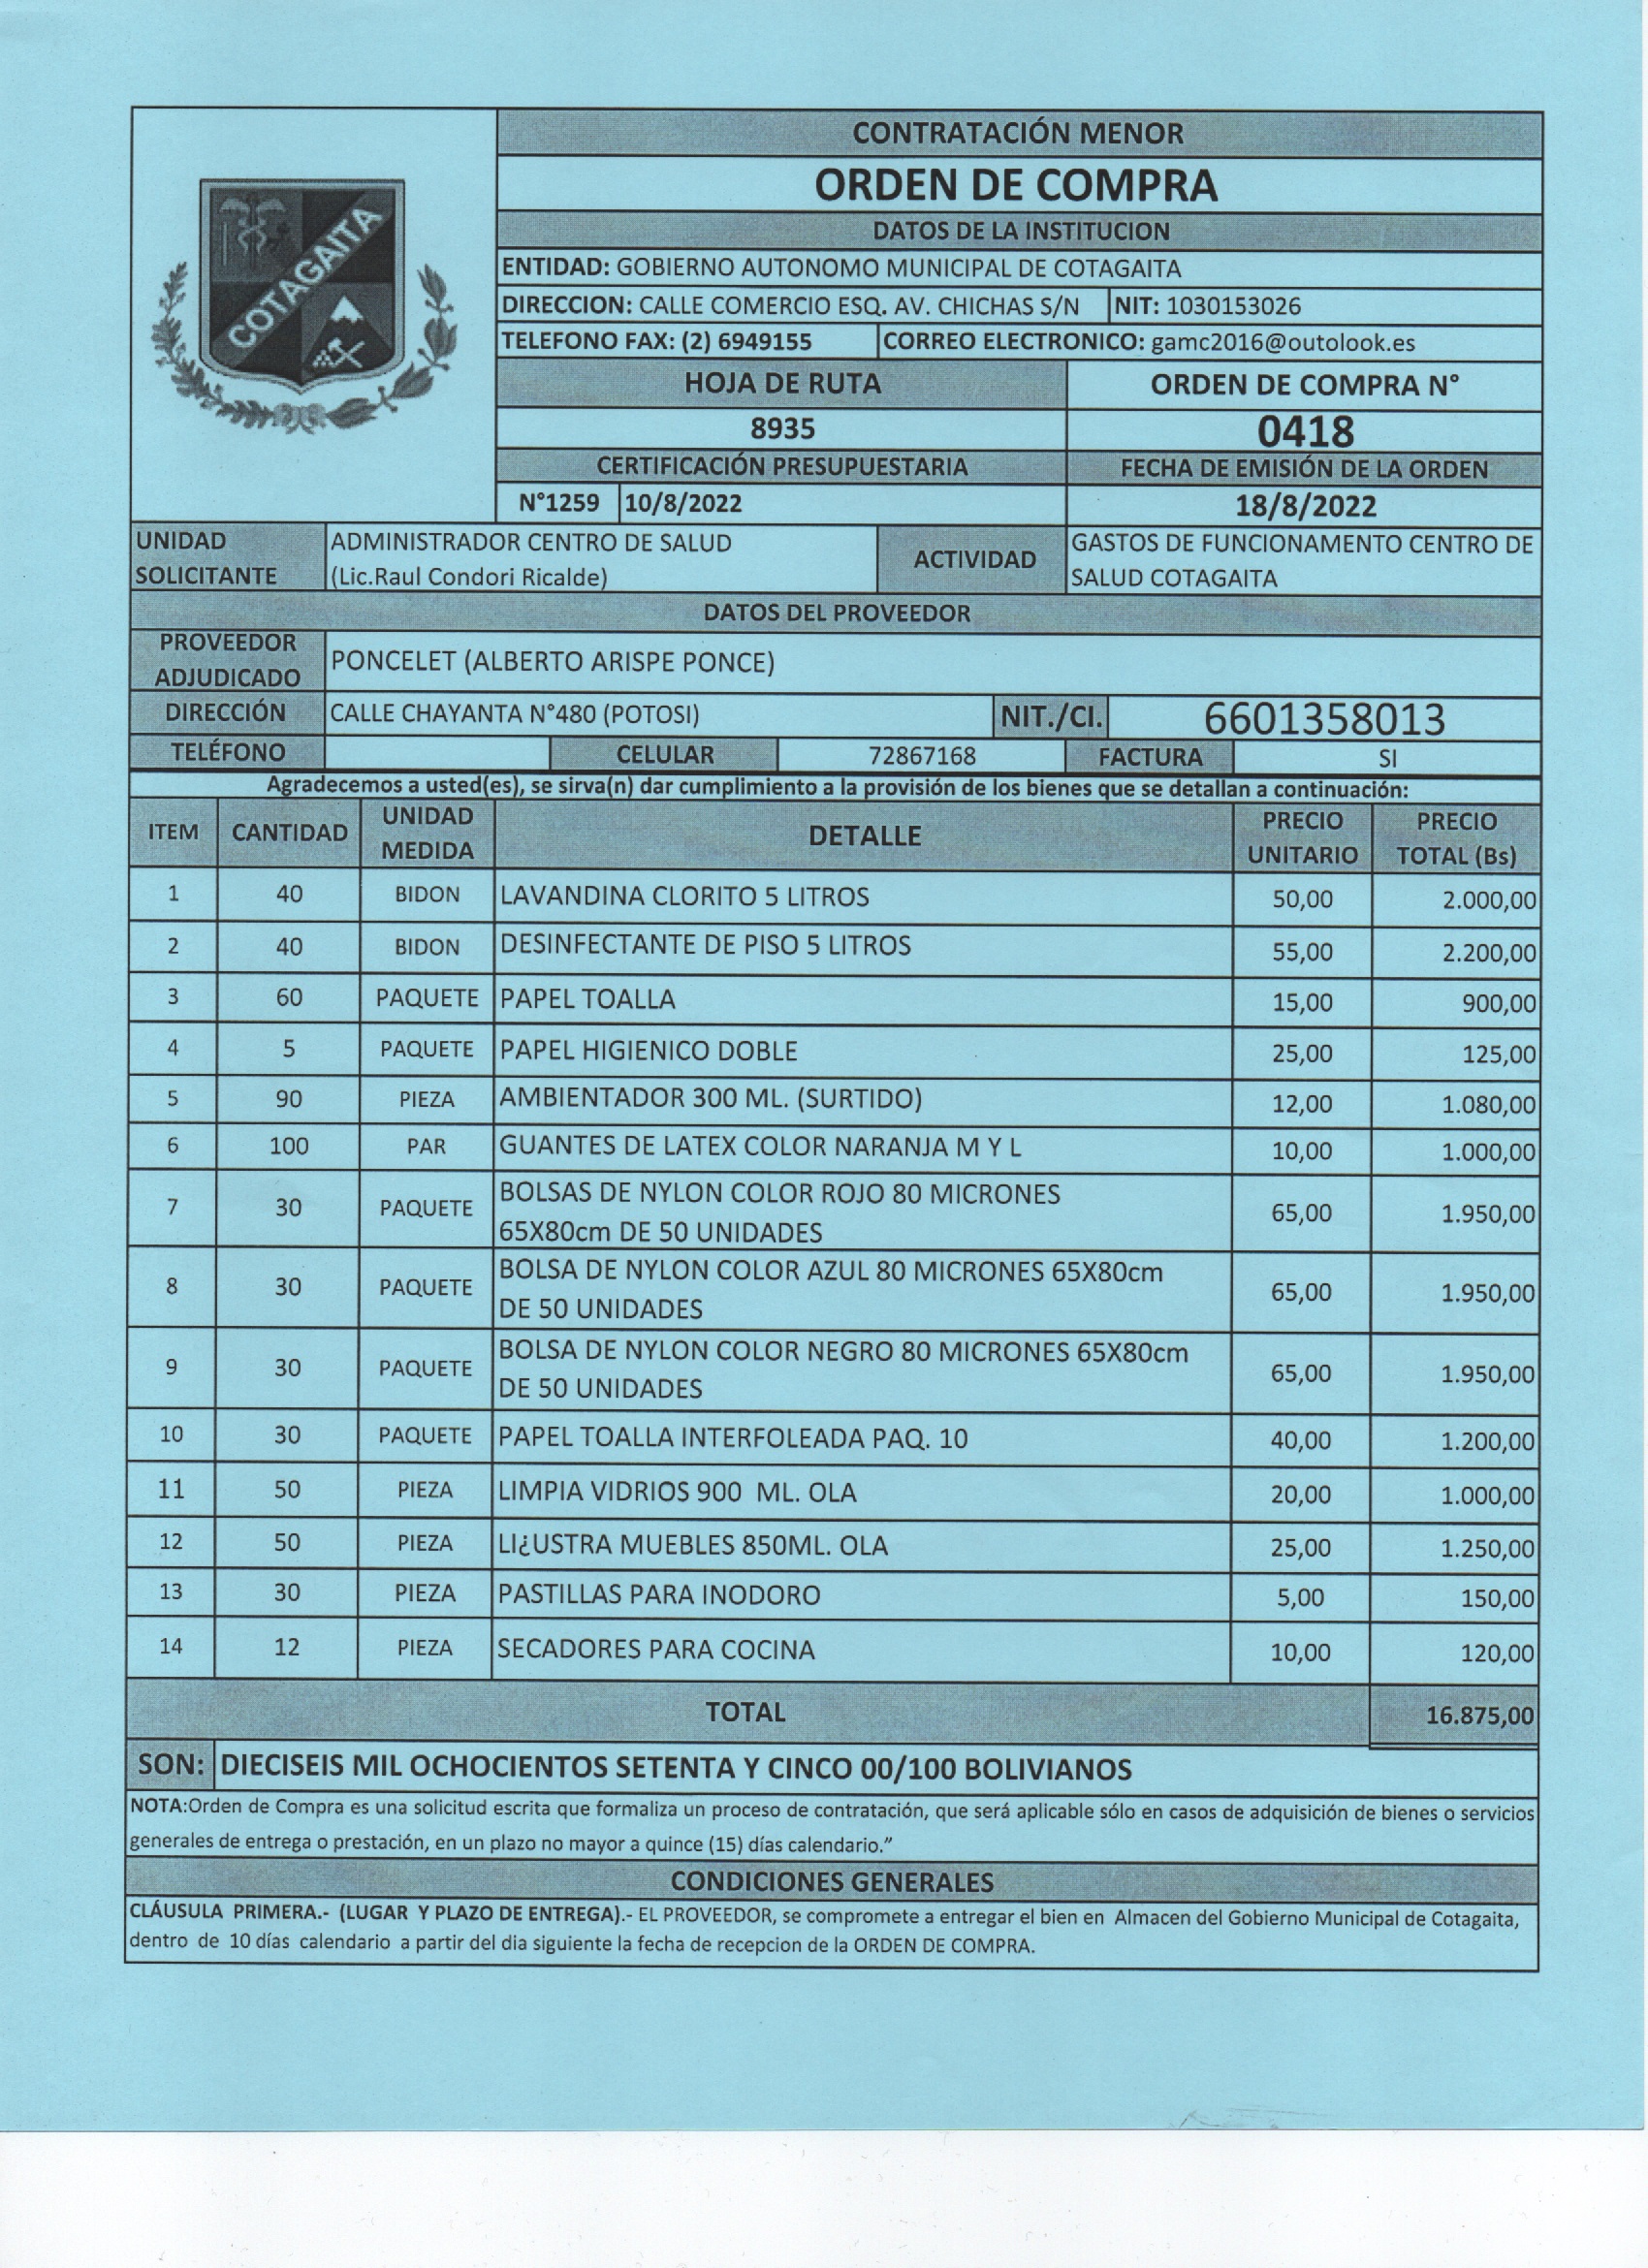 CONTRATACIÓN MENOR
ORDEN DE COMPRA
DATOS DE LA INSTITUCION
COTAGAITA
ENTIDAD: GOBIERNO AUTONOMO MUNICIPAL DE COTAGAITA
DIRECCION: CALLE COMERCIO ESQ. AV. CHICHAS S/N NIT: 1030153026
TELEFONO FAX: (2) 6949155 CORREO ELECTRONICO: gamc2016@outolook.es
HOJA DE RUTA ORDEN DE COMPRA N°
8935 0418
CERTIFICACIÓN PRESUPUESTARIA FECHA DE EMISIÓN DE LA ORDEN
N°1259 10/8/2022 18/8/2022
UNIDAD SOLICITANTE ADMINISTRADOR CENTRO DE SALUD (Lic.Raul Condori Ricalde) ACTIVIDAD GASTOS DE FUNCIONAMENTO CENTRO DE SALUD COTAGAITA
DATOS DEL PROVEEDOR
PROVEEDOR ADJUDICADO PONCELET (ALBERTO ARISPE PONCE)
DIRECCIÓN CALLE CHAYANTA N°480 (POTOSI) NIT./CI. 6601358013
TELÉFONO CELULAR 72867168 FACTURA SI
Agradecemos a usted(es), se sirva(n) dar cumplimiento a la provisión de los bienes que se detallan a continuación:
ITEM CANTIDAD UNIDAD MEDIDA DETALLE PRECIO UNITARIO PRECIO TOTAL (Bs)
1 40 BIDON LAVANDINA CLORITO 5 LITROS 50,00 2.000,00
2 40 BIDON DESINFECTANTE DE PISO 5 LITROS 55,00 2.200,00
3 60 PAQUETE PAPEL TOALLA 15,00 900,00
4 5 PAQUETE PAPEL HIGIENICO DOBLE 25,00 125,00
5 90 PIEZA AMBIENTADOR 300 ML. (SURTIDO) 12,00 1.080,00
6 100 PAR GUANTES DE LATEX COLOR NARANJA M Y L 10,00 1.000,00
7 30 PAQUETE BOLSAS DE NYLON COLOR ROJO 80 MICRONES 65X80cm DE 50 UNIDADES 65,00 1.950,00
8 30 PAQUETE BOLSA DE NYLON COLOR AZUL 80 MICRONES 65X80cm DE 50 UNIDADES 65,00 1.950,00
9 30 PAQUETE BOLSA DE NYLON COLOR NEGRO 80 MICRONES 65X80cm DE 50 UNIDADES 65,00 1.950,00
10 30 PAQUETE PAPEL TOALLA INTERFOLEADA PAQ. 10 40,00 1.200,00
11 50 PIEZA LIMPIA VIDRIOS 900 ML. OLA 20,00 1.000,00
12 50 PIEZA LI¿USTRA MUEBLES 850ML. OLA 25,00 1.250,00
13 30 PIEZA PASTILLAS PARA INODORO 5,00 150,00
14 12 PIEZA SECADORES PARA COCINA 10,00 120,00
TOTAL 16.875,00
SON: DIECISEIS MIL OCHOCIENTOS SETENTA Y CINCO 00/100 BOLIVIANOS
NOTA:Orden de Compra es una solicitud escrita que formaliza un proceso de contratación, que será aplicable sólo en casos de adquisición de bienes o servicios
generales de entrega o prestación, en un plazo no mayor a quince (15) días calendario.”
CONDICIONES GENERALES
CLÁUSULA PRIMERA.- (LUGAR Y PLAZO DE ENTREGA).- EL PROVEEDOR, se compromete a entregar el bien en Almacen del Gobierno Municipal de Cotagaita,
dentro de 10 días calendario a partir del dia siguiente la fecha de recepcion de la ORDEN DE COMPRA.